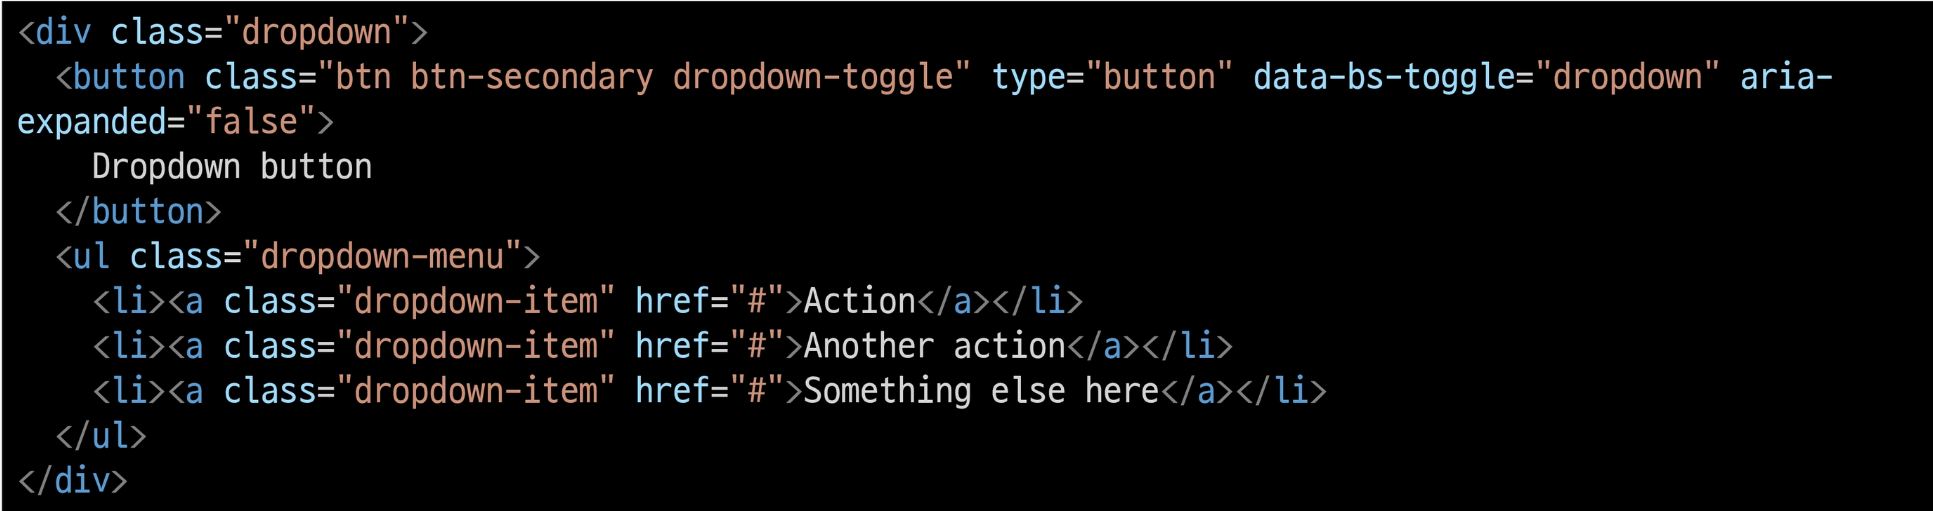 <div class="dropdown">
  <button class="btn btn-secondary dropdown-toggle" type="button" data-bs-toggle="dropdown" aria-
expanded="false">
    Dropdown button
  </button>
  <ul class="dropdown-menu">
    <li><a class="dropdown-item" href="#">Action</a></li>
    <li><a class="dropdown-item" href="#">Another action</a></li>
    <li><a class="dropdown-item" href="#">Something else here</a></li>
  </ul>
</div>